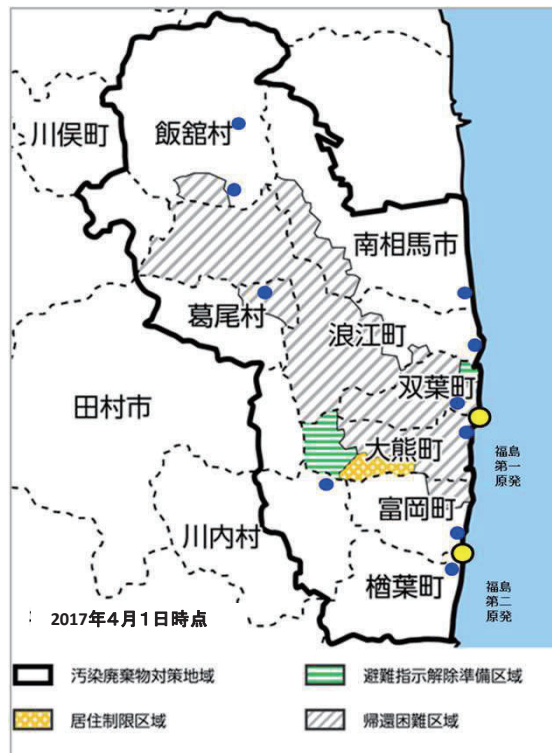 川俣町
飯舘村
南相馬市
葛尾村
浪江町
双葉町
田村市
大熊町
福島
第一
原発
富岡町
川内村
楢葉町
福島
第二
原発
2017年4月1日時点
汚染廃棄物対策地域
避難指示解除準備区域
居住制限区域
帰還困難区域